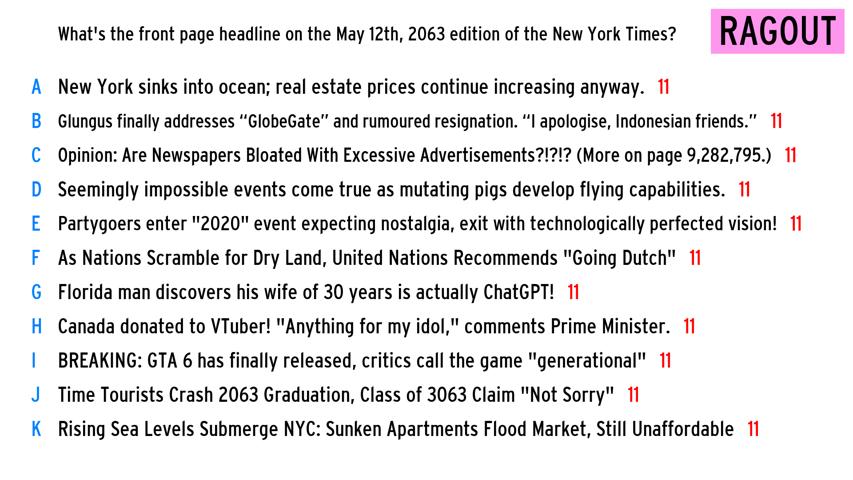 What's the front page headline on the May 12th, 2063 edition of the New York Times?
RAGOUT
A New York sinks into ocean; real estate prices continue increasing anyway. 11
B Glungus finally addresses “GlobeGate” and rumoured resignation. “I apologise, Indonesian friends.” 11
C Opinion: Are Newspapers Bloated With Excessive Advertisements?!?!? (More on page 9,282,795.) 11
D Seemingly impossible events come true as mutating pigs develop flying capabilities. 11
E Partygoers enter "2020" event expecting nostalgia, exit with technologically perfected vision! 11
F As Nations Scramble for Dry Land, United Nations Recommends "Going Dutch" 11
G Florida man discovers his wife of 30 years is actually ChatGPT! 11
H Canada donated to VTuber! "Anything for my idol," comments Prime Minister. 11
I BREAKING: GTA 6 has finally released, critics call the game "generational" 11
J Time Tourists Crash 2063 Graduation, Class of 3063 Claim "Not Sorry" 11
K Rising Sea Levels Submerge NYC: Sunken Apartments Flood Market, Still Unaffordable 11